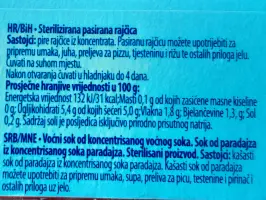 HR/BiH - Sterilizirana pasirana rajčica
Sastojci: pire rajčice iz koncentrata. Pasiranu rajčicu možete upotrijebiti za
pripremu umaka, juha, preljeva za pizzu, tjesteninu i rižu te ostalih priloga jelu.
Čuvati na suhom mjestu.
Nakon otvaranja čuvati u hladnjaku do 4 dana.
Prosječne hranjive vrijednosti u 100 g:
Energetska vrijednost 132 kJ/31 kcal; Masti 0,1 g od kojih zasićene masne kiseline
0 g; Ugljikohidrati 5,4 g od kojih šećeri 5,0 g; Vlakna 1,8 g; Bjelančevine 1,3 g; Sol
0,2 g. Sadržaj soli je posljedica isključivo prirodno prisutnog natrija.
SRB/MNE • Voćni sok od koncentrisanog voćnog soka. Sok od paradajza
iz koncentrisanog soka paradajza. Sterilisani proizvod. Sastojci: kašasti
sok od paradajza iz koncentrisanog soka paradajza. Kašasti sok od paradajza
možete upotrebiti za pripremu umaka, supa, preliva za picu, testenine i pirinač i
ostalih priloga uz jelo.